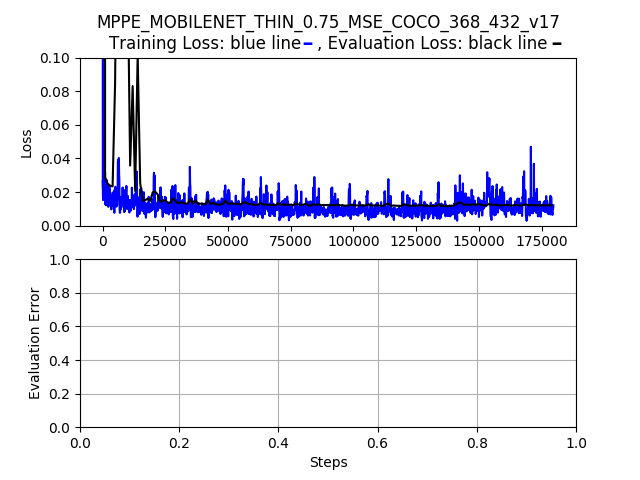 MPPE_MOBILENET_THIN_0.75_MSE_COCO_368_432_v17
Training Loss: blue line , Evaluation Loss: black line
0.10
0.08
0.06
0.04
0.02
0.00
Loss
0 25000 50000 75000 100000 125000 150000 175000
1.0
0.8
0.6
0.4
0.2
0.0
Evaluation Error
0.0 0.2 0.4 0.6 0.8 1.0
Steps